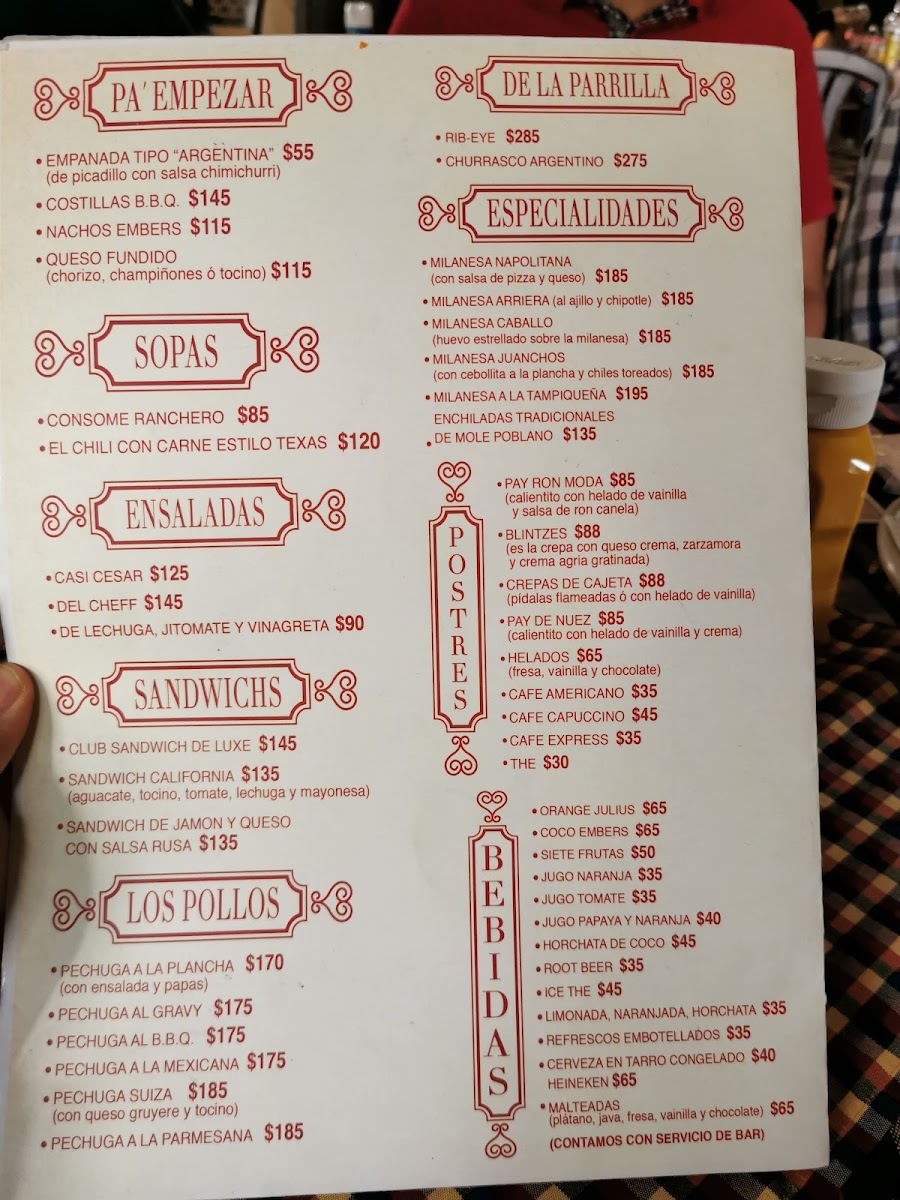 PA´ EMPEZAR
• EMPANADA TIPO “ARGENTINA” $55
(de picadillo con salsa chimichurri)
• COSTILLAS B.B.Q. $145
• NACHOS EMBERS $115
• QUESO FUNDIDO
(chorizo, champiñones ó tocino) $115
SOPAS
• CONSOME RANCHERO $85
• EL CHILI CON CARNE ESTILO TEXAS $120
ENSALADAS
• CASI CESAR $125
• DEL CHEFF $145
• DE LECHUGA, JITOMATE Y VINAGRETA $90
SANDWICHS
• CLUB SANDWICH DE LUXE $145
• SANDWICH CALIFORNIA $135
(aguacate, tocino, tomate, lechuga y mayonesa)
• SANDWICH DE JAMON Y QUESO
CON SALSA RUSA $135
LOS POLLOS
• PECHUGA A LA PLANCHA $170
(con ensalada y papas)
• PECHUGA AL GRAVY $175
• PECHUGA AL B.B.Q. $175
• PECHUGA A LA MEXICANA $175
• PECHUGA SUIZA $185
(con queso gruyere y tocino)
• PECHUGA A LA PARMESANA $185
DE LA PARRILLA
• RIB-EYE $285
• CHURRASCO ARGENTINO $275
ESPECIALIDADES
• MILANESA NAPOLITANA
(con salsa de pizza y queso) $185
• MILANESA ARRIERA (al ajillo y chipotle) $185
• MILANESA CABALLO
(huevo estrellado sobre la milanesa) $185
• MILANESA JUANCHOS
(con cebollita a la plancha y chiles toreados) $185
• MILANESA A LA TAMPIQUEÑA $195
ENCHILADAS TRADICIONALES
• DE MOLE POBLANO $135
POSTRES
• PAY RON MODA $85
(calientito con helado de vainilla
y salsa de ron canela)
• BLINTZES $88
(es la crepa con queso crema, zarzamora
y crema agria gratinada)
• CREPAS DE CAJETA $88
(pídalas flameadas ó con helado de vainilla)
• PAY DE NUEZ $85
(calientito con helado de vainilla y crema)
• HELADOS $65
(fresa, vainilla y chocolate)
• CAFE AMERICANO $35
• CAFE CAPUCCINO $45
• CAFE EXPRESS $35
• THE $30
BEBIDAS
• ORANGE JULIUS $65
• COCO EMBERS $65
• SIETE FRUTAS $50
• JUGO NARANJA $35
• JUGO TOMATE $35
• JUGO PAPAYA Y NARANJA $40
• HORCHATA DE COCO $45
• ROOT BEER $35
• ICE THE $45
• LIMONADA, NARANJADA, HORCHATA $35
• REFRESCOS EMBOTELLADOS $35
• CERVEZA EN TARRO CONGELADO $40
HEINEKEN $65
• MALTEADAS
(plátano, java, fresa, vainilla y chocolate) $65
(CONTAMOS CON SERVICIO DE BAR)